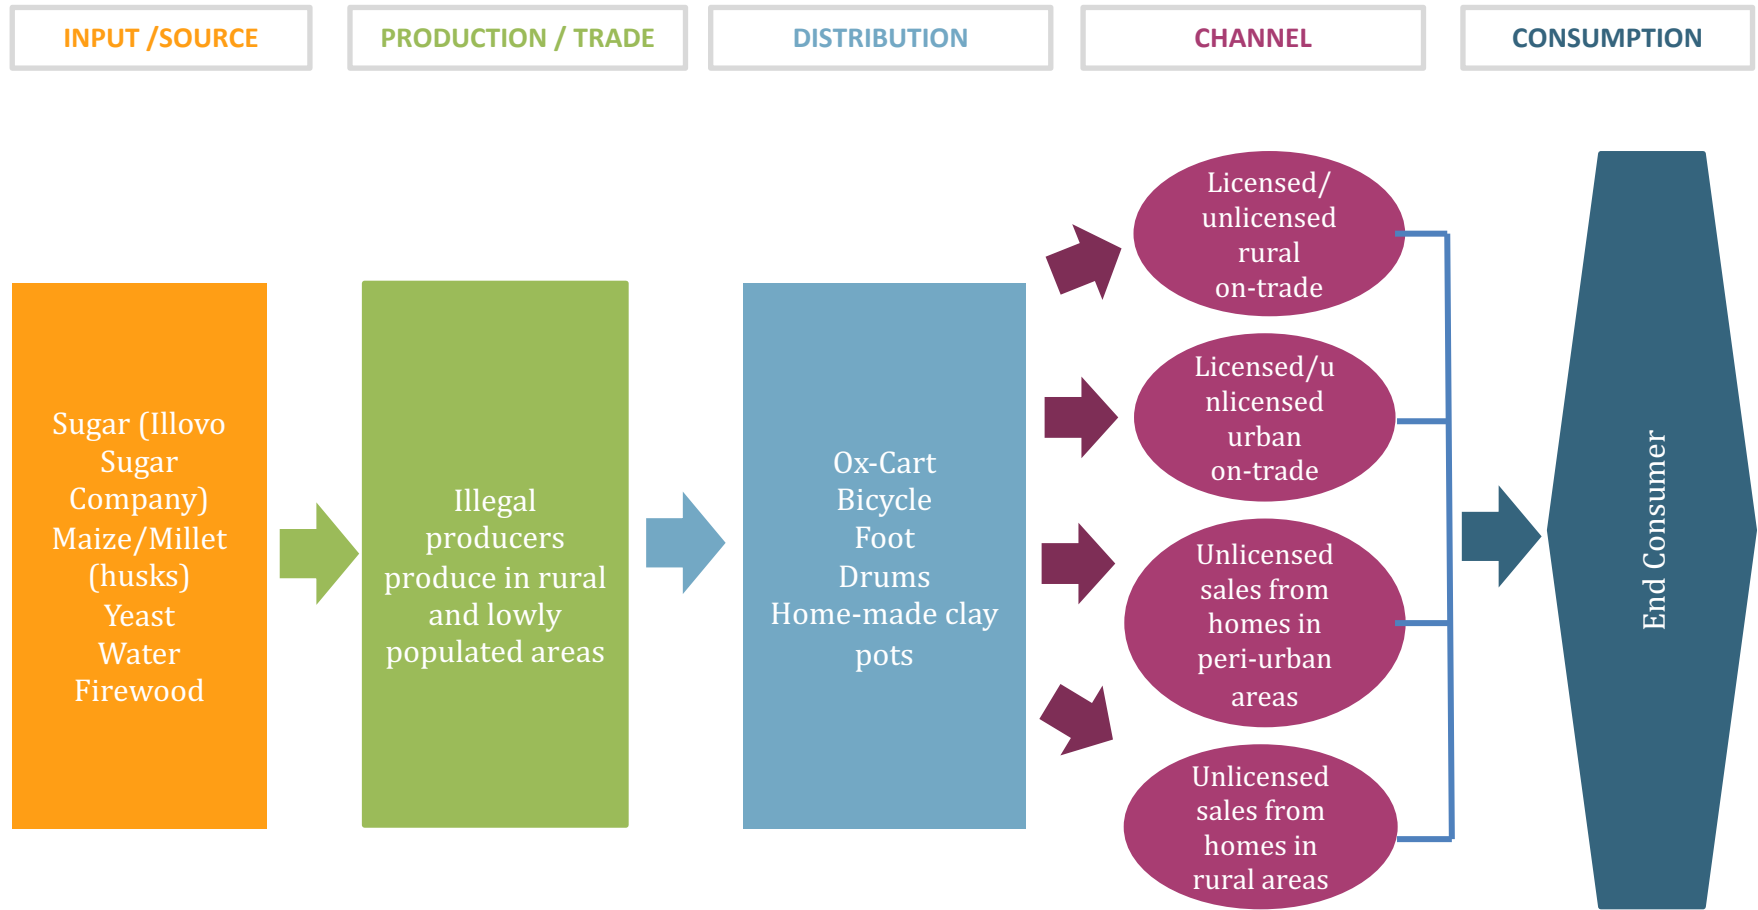 INPUT /SOURCE
PRODUCTION / TRADE
DISTRIBUTION
CHANNEL
CONSUMPTION
Sugar (Illovo
Sugar
Company)
Maize/Millet
(husks)
Yeast
Water
Firewood
Illegal
producers
produce in rural
and lowly
populated areas
Ox-Cart
Bicycle
Foot
Drums
Home-made clay
pots
Licensed/
unlicensed
rural
on-trade
Licensed/u
nlicensed
urban
on-trade
Unlicensed
sales from
homes in
peri-urban
areas
Unlicensed
sales from
homes in
rural areas
End Consumer